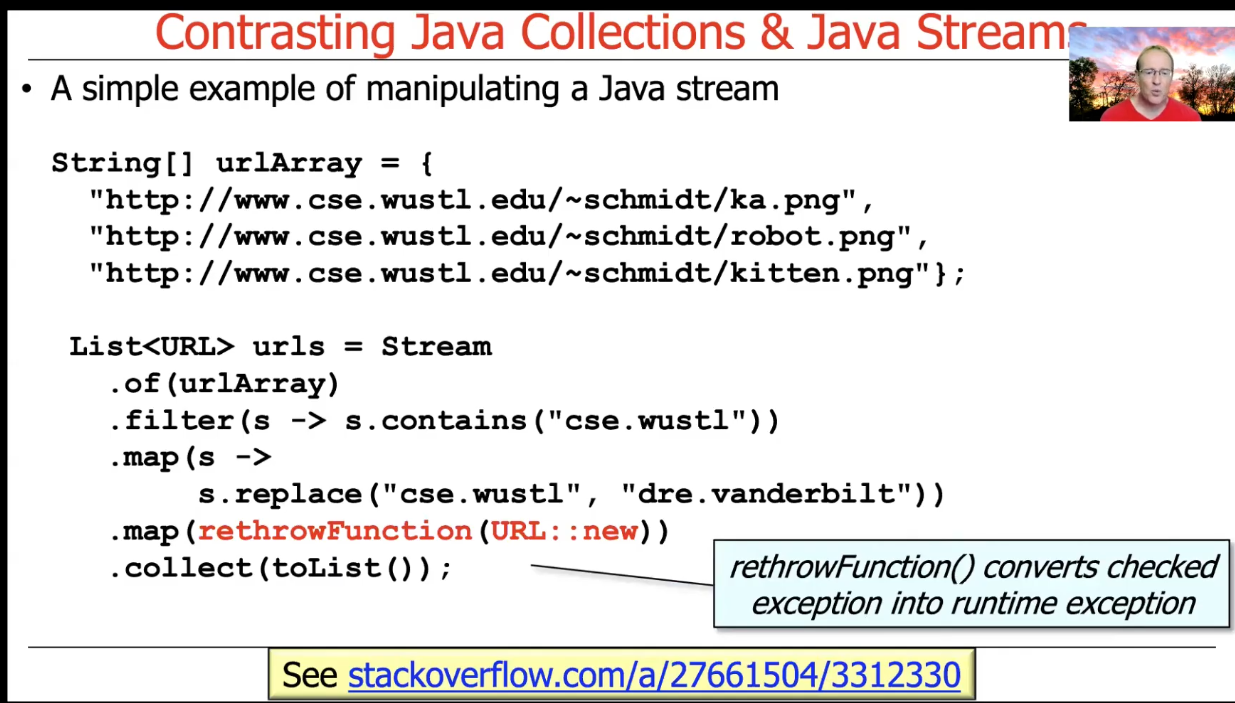 Contrasting Java Collections & Java Streams
• A simple example of manipulating a Java stream
String[] urlArray = {
"http://www.cse.wustl.edu/~schmidt/ka.png",
"http://www.cse.wustl.edu/~schmidt/robot.png",
"http://www.cse.wustl.edu/~schmidt/kitten.png"};
List<URL> urls = Stream
.of(urlArray)
.filter(s -> s.contains("cse.wustl"))
.map(s ->
s.replace("cse.wustl", "dre.vanderbilt"))
.map(rethrowFunction(URL::new))
.collect(toList());
rethrowFunction() converts checked
exception into runtime exception
See stackoverflow.com/a/27661504/3312330